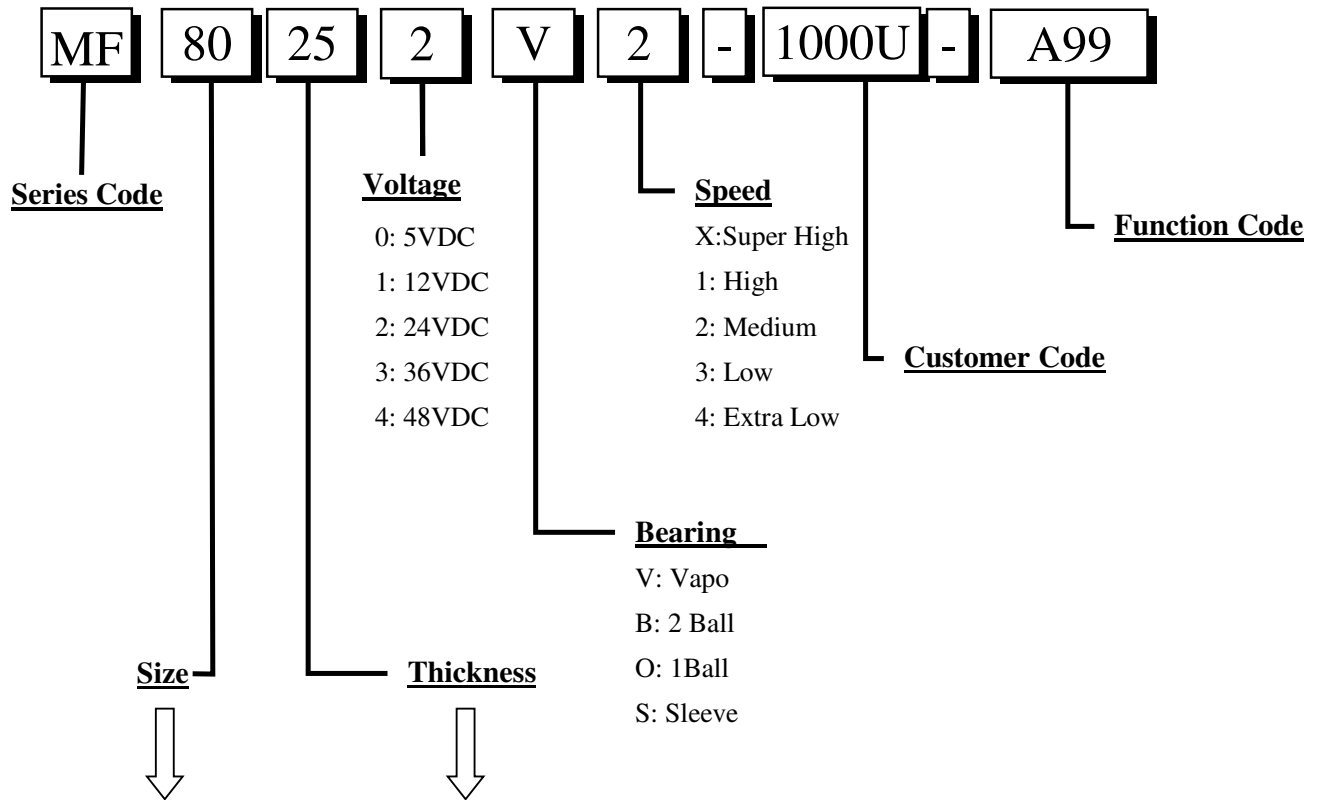 MF 80 25 2 V 2 - 1000U - A99
Series Code
Voltage
0: 5VDC
1: 12VDC
2: 24VDC
3: 36VDC
4: 48VDC
Speed
X:Super High
1: High
2: Medium
3: Low
4: Extra Low
Function Code
Customer Code
Bearing
V: Vapo
B: 2 Ball
O: 1Ball
S: Sleeve
Size
Thickness